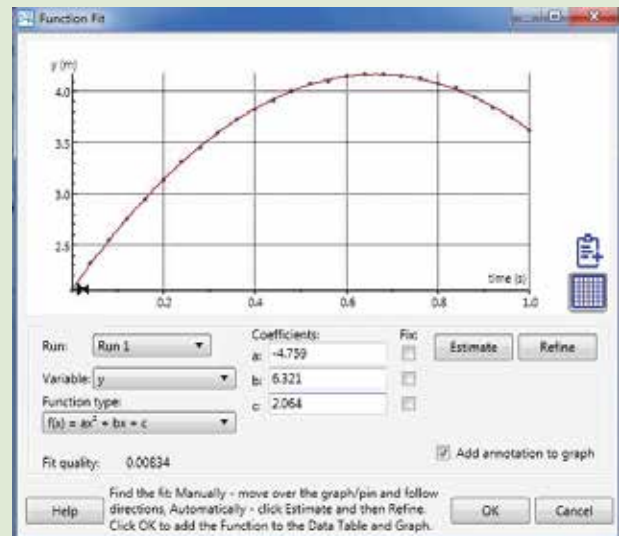 Function Fit
y (m)
4.0
3.5
3.0
2.5
time (s)
0.2 0.4 0.6 0.8 1.0
Run: Run 1
Variable: y
Function type:
f(x) = ax² + bx + c
Fit quality: 0.00634
Coefficients:
a: -4.759
b: 6.321
c: 2.064
Fix:
Estimate Refine
Add annotation to graph
Help
Find the fit: Manually - move over the graph/pin and follow
directions, Automatically - click Estimate and then Refine.
Click OK to add the Function to the Data Table and Graph.
OK Cancel